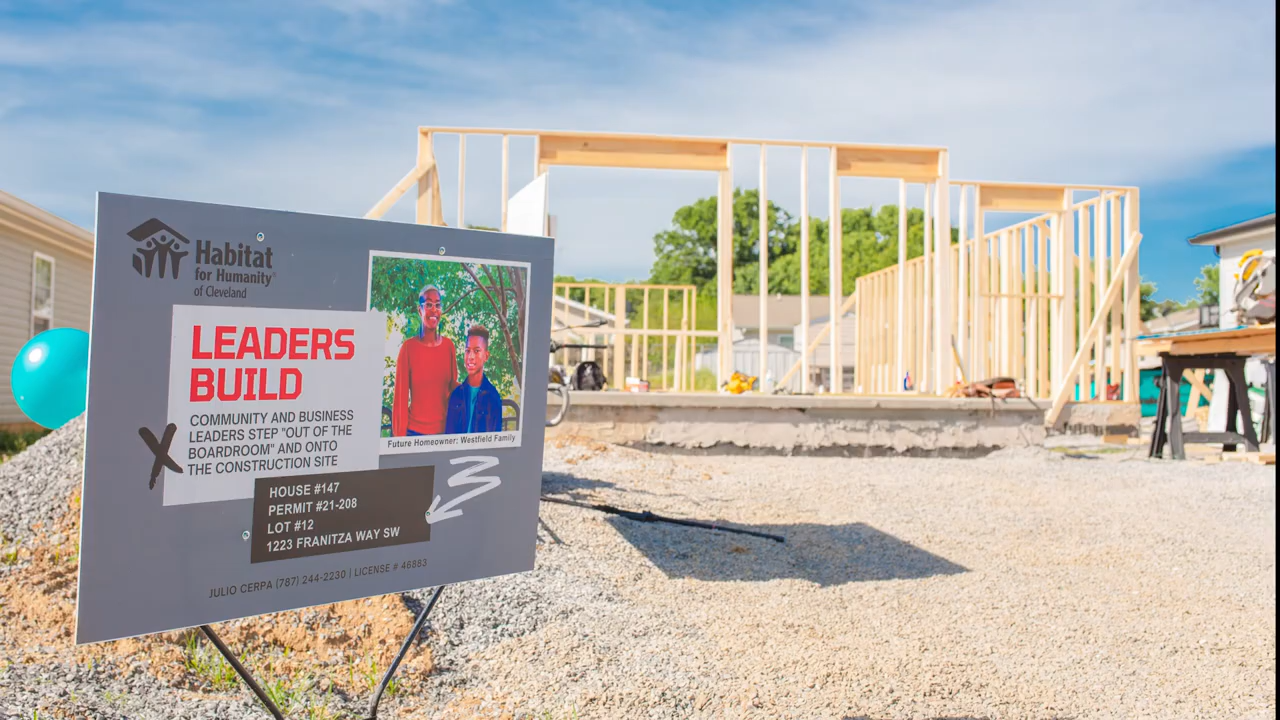 Habitat
for Humanity®
of Cleveland
LEADERS
BUILD
COMMUNITY AND BUSINESS
LEADERS STEP "OUT OF THE
BOARDROOM" AND ONTO
THE CONSTRUCTION SITE
Future Homeowner: Westfield Family
HOUSE #147
PERMIT #21-208
LOT #12
1223 FRANITZA WAY SW
JULIO CERPA (787) 244-2230 | LICENSE # 46883